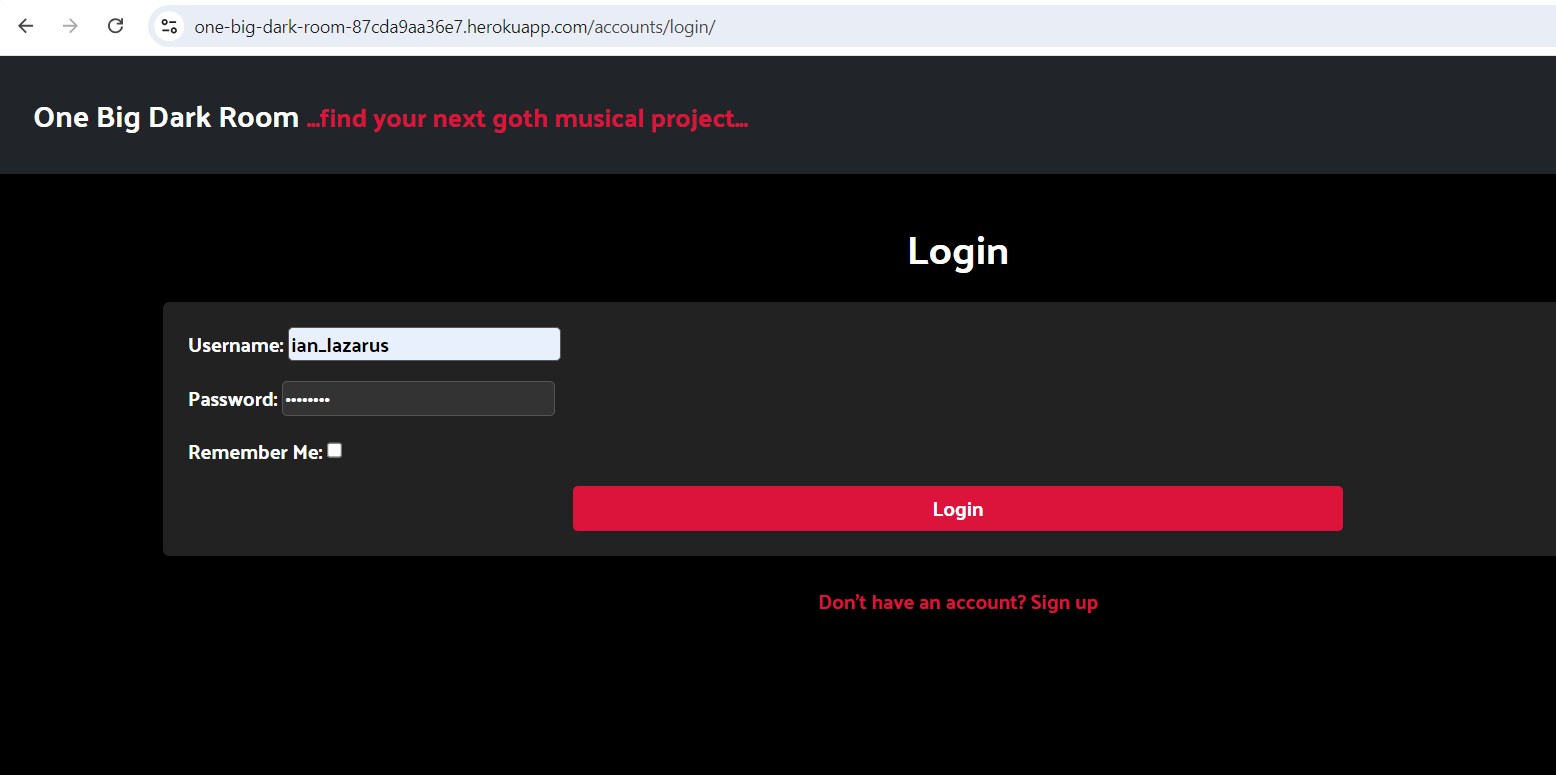 one-big-dark-room-87cda9aa36e7.herokuapp.com/accounts/login/
One Big Dark Room ...find your next goth musical project...
Login
Username: ian_lazarus
Password: ••••••••
Remember Me:
Login
Don't have an account? Sign up